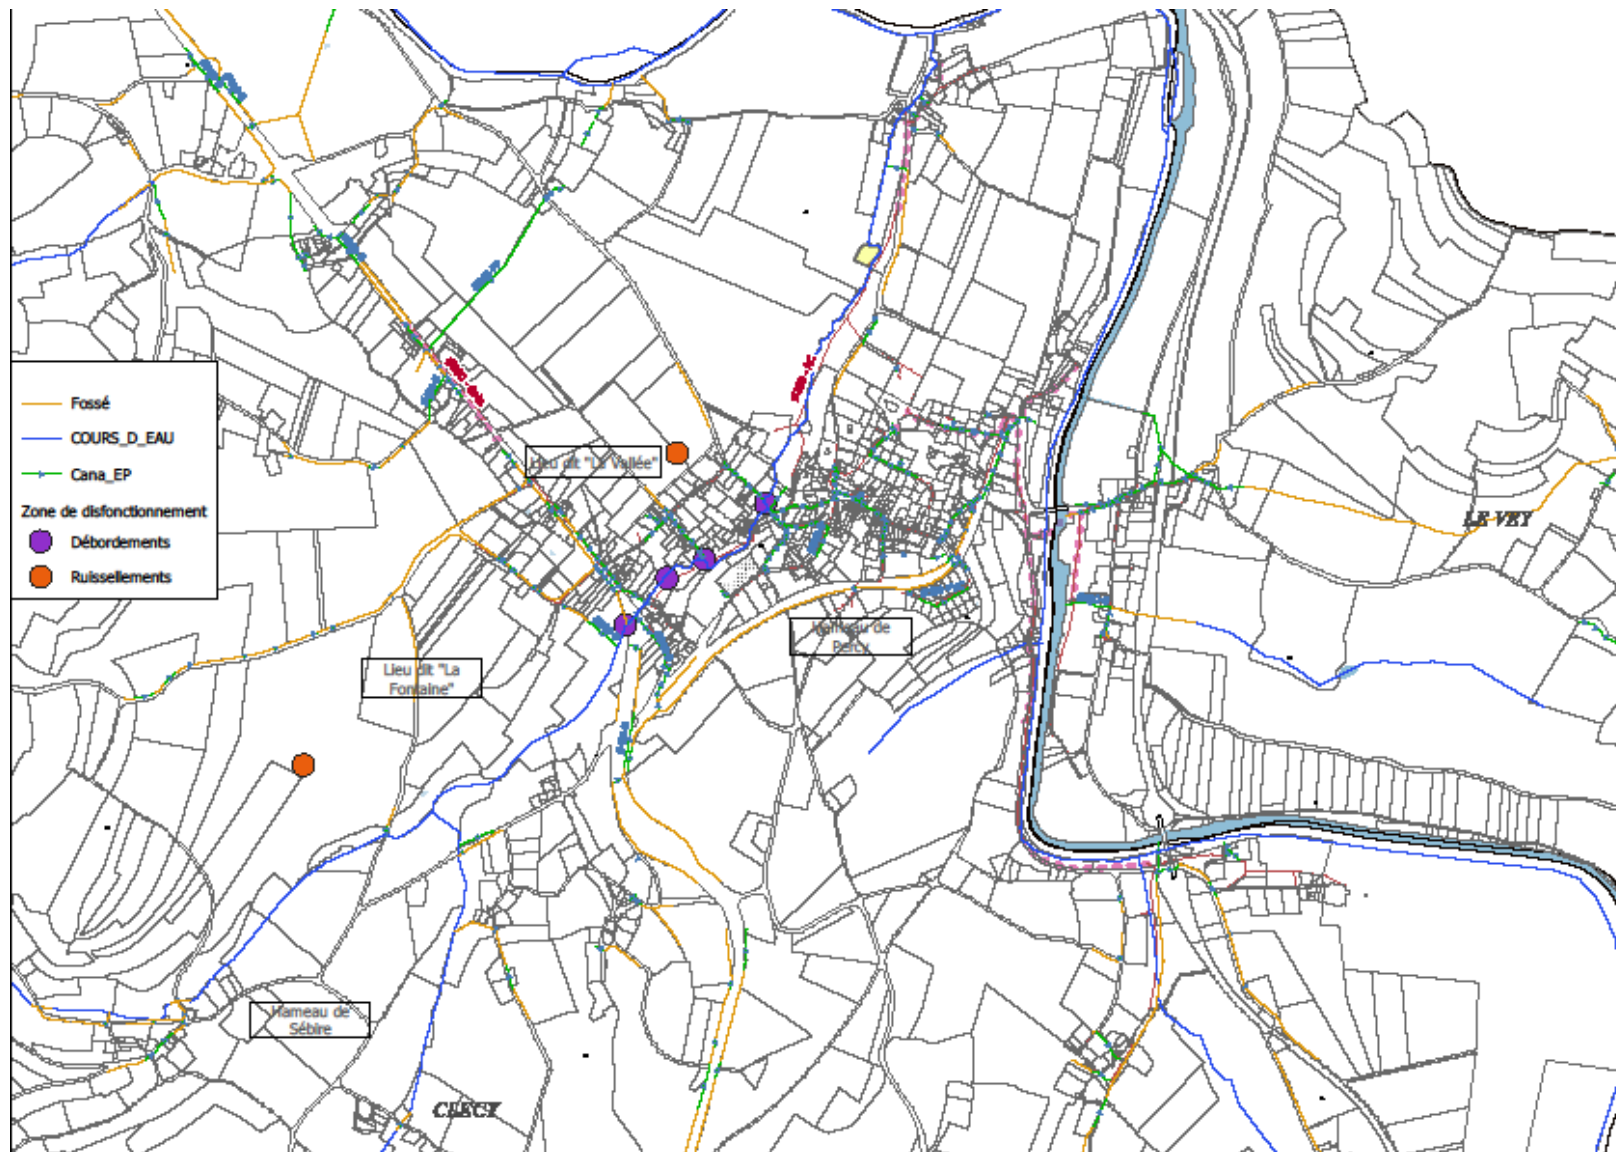 Fossé
COURS_D_EAU
Cana_EP
Zone de disfonctionnement
Débordements
Ruissellements
Lieu dit "La Vallée"
LE VEY
Hameau de
Percy
Lieu dit "La
Fontaine"
Hameau de
Sébire
CLECY